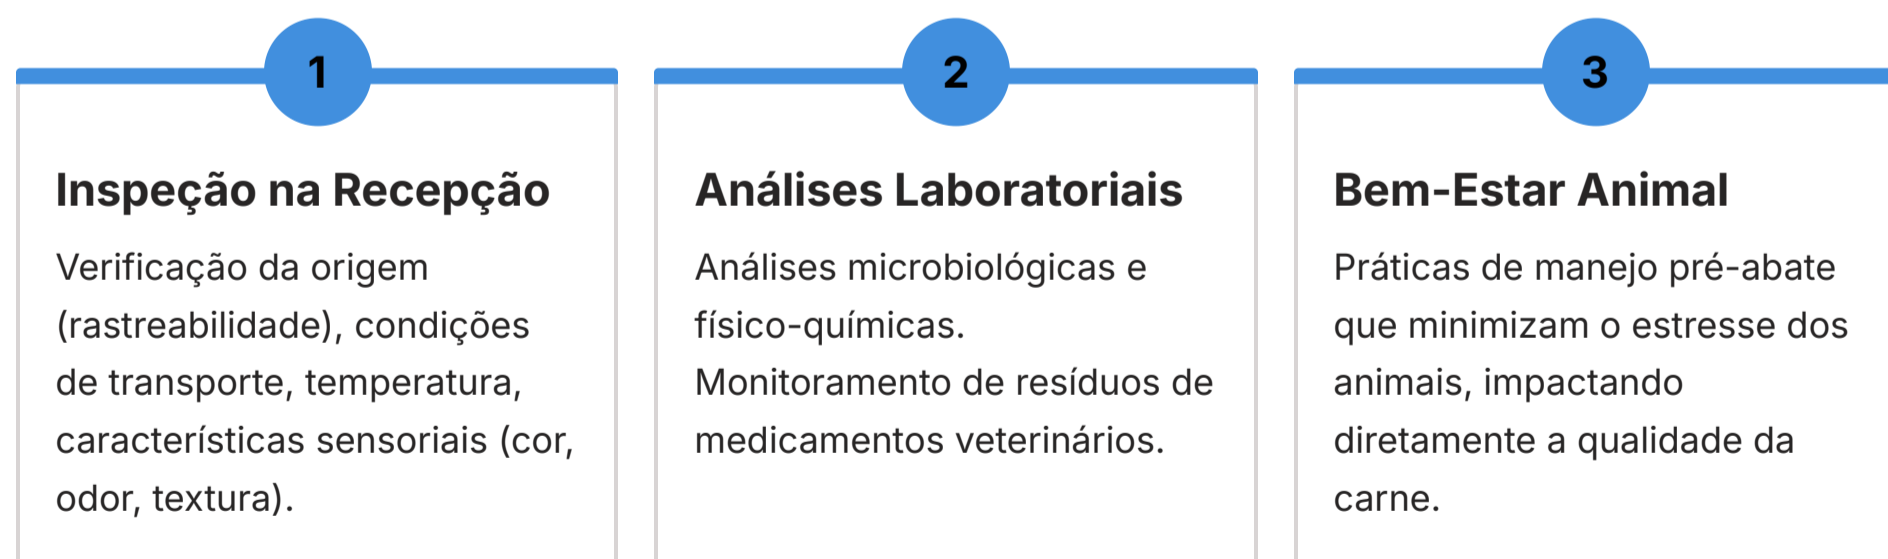 1
Inspeção na Recepção
Verificação da origem
(rastreabilidade), condições
de transporte, temperatura,
características sensoriais (cor,
odor, textura).
2
Análises Laboratoriais
Análises microbiológicas e
físico-químicas.
Monitoramento de resíduos de
medicamentos veterinários.
3
Bem-Estar Animal
Práticas de manejo pré-abate
que minimizam o estresse dos
animais, impactando
diretamente a qualidade da
carne.